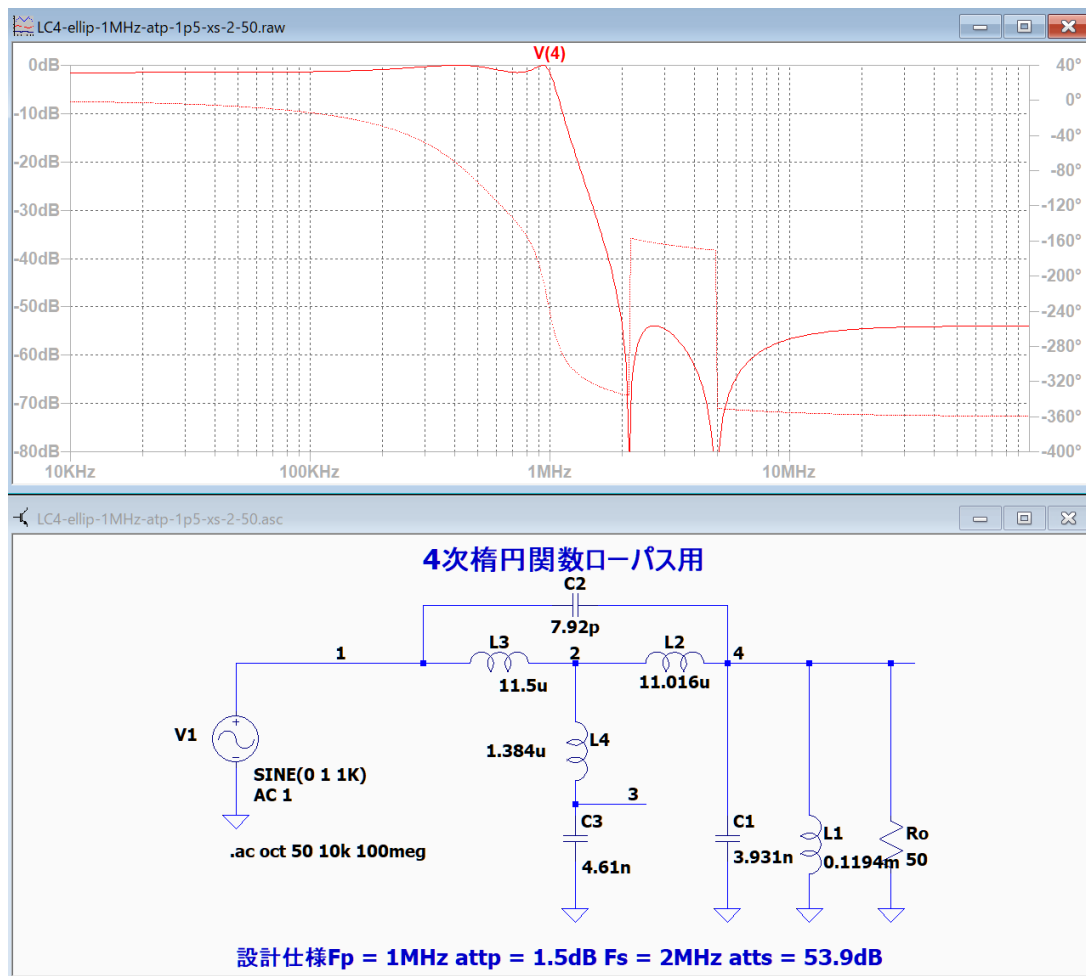 LC4-ellip-1MHz-atp-1p5-xs-2-50.raw
V(4)
0dB
-10dB
-20dB
-30dB
-40dB
-50dB
-60dB
-70dB
-80dB
40°
0°
-40°
-80°
-120°
-160°
-200°
-240°
-280°
-320°
-360°
-400°
10KHz
100KHz
1MHz
10MHz
LC4-ellip-1MHz-atp-1p5-xs-2-50.asc
4次楕円関数ローパス用
C2
7.92p
1
L3
11.5u
2
L2
11.016u
4
V1
SINE(0 1 1K)
AC 1
1.384u
L4
3
C3
4.61n
C1
3.931n
L1
0.1194m
Ro
50
.ac oct 50 10k 100meg
設計仕様Fp = 1MHz attp = 1.5dB Fs = 2MHz atts = 53.9dB